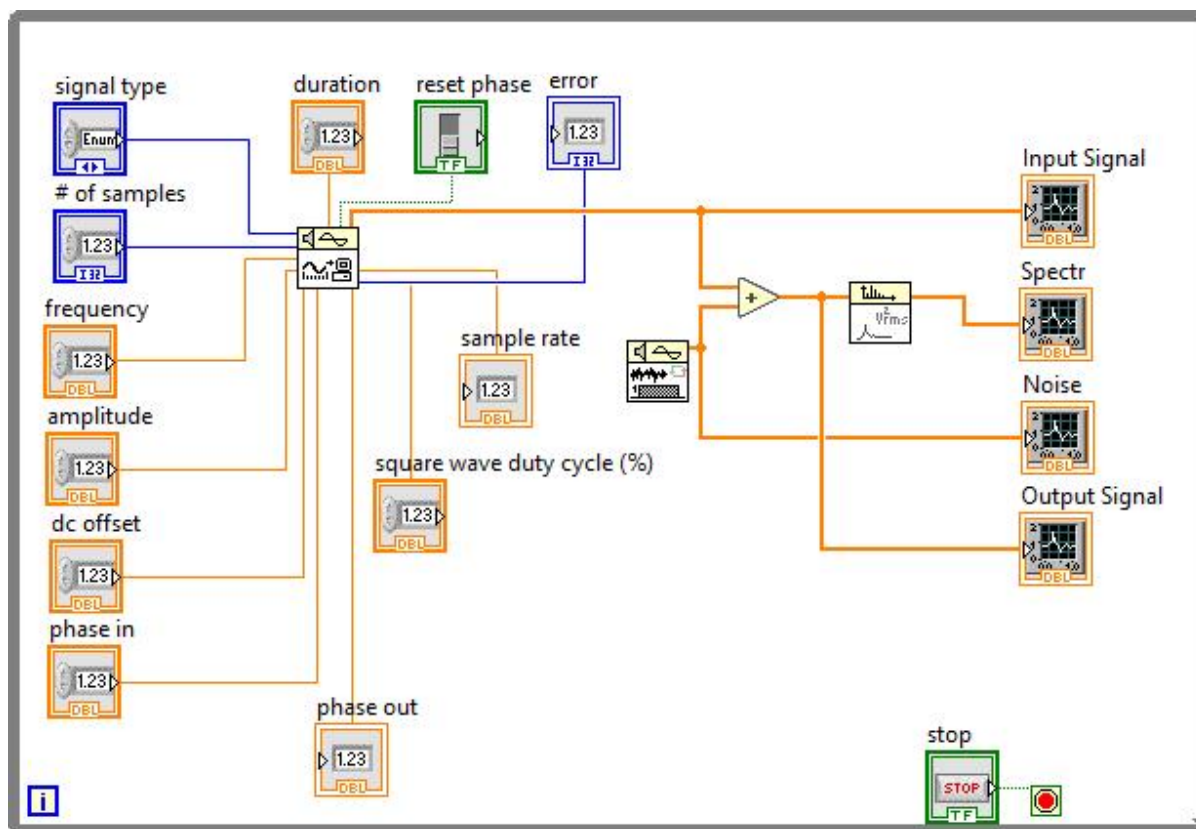 signal type
duration
reset phase
error
Enum
1.23
DBL
TF
1.23
I32
# of samples
1.23
I32
Input Signal
DBL
frequency
1.23
DBL
Spectr
DBL
sample rate
1.23
DBL
Vrms
2
amplitude
1.23
DBL
Noise
DBL
square wave duty cycle (%)
1.23
DBL
Output Signal
DBL
dc offset
1.23
DBL
phase in
1.23
DBL
phase out
1.23
DBL
stop
STOP
TF
i